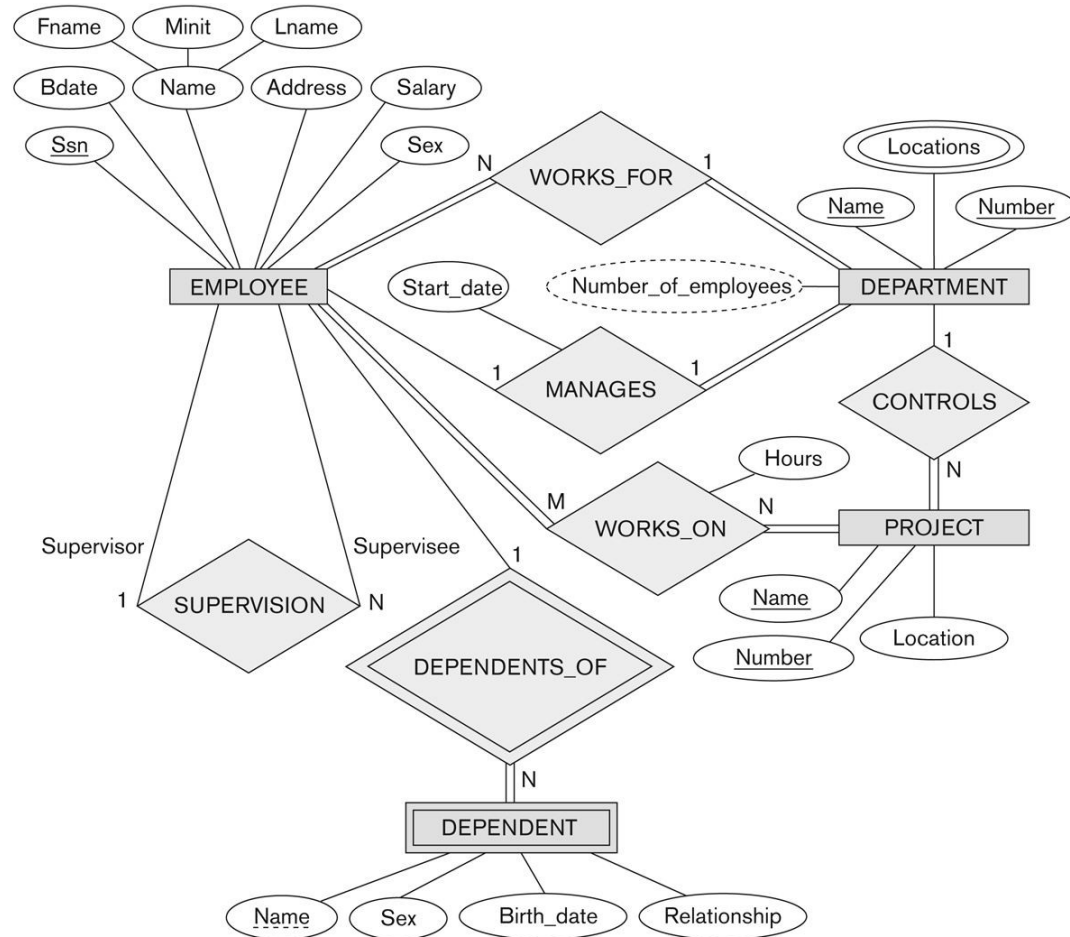 Fname
Minit
Lname
Bdate
Name
Address
Salary
Ssn
Sex
N
WORKS_FOR
1
Locations
Name
Number
EMPLOYEE
Start_date
Number_of_employees
DEPARTMENT
1
MANAGES
1
1
CONTROLS
N
Hours
M
WORKS_ON
N
PROJECT
Supervisor
Supervisee
1
SUPERVISION
N
1
Name
Number
Location
DEPENDENTS_OF
N
DEPENDENT
Name
Sex
Birth_date
Relationship